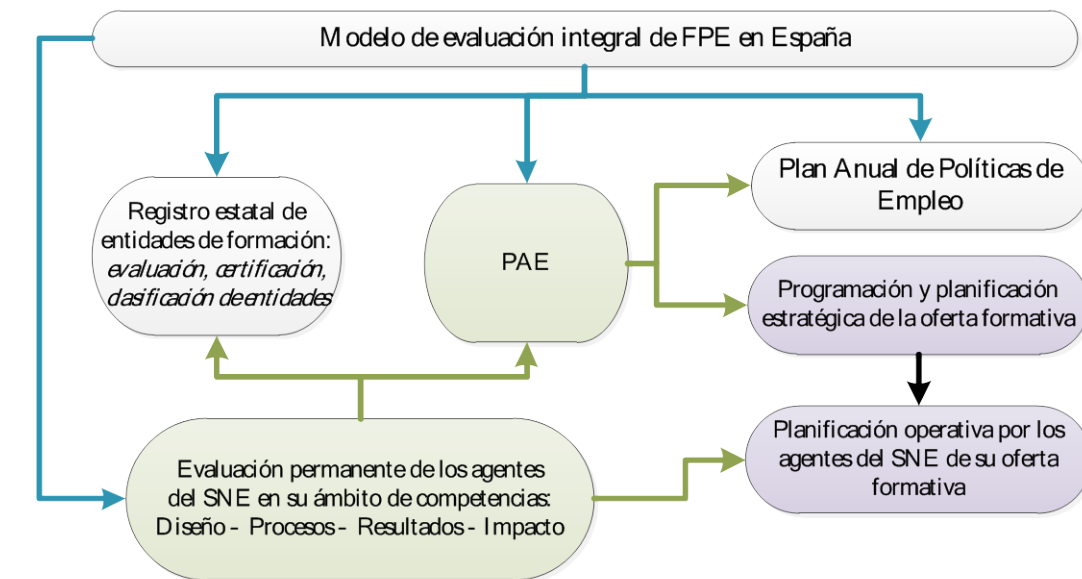 Modelo de evaluación integral de FPE en España
Registro estatal de
entidades de formación:
evaluación, certificación,
clasificación de entidades
PAE
Plan Anual de Políticas de
Empleo
Programación y planificación
estratégica de la oferta formativa
Planificación operativa por los
agentes del SNE de su oferta
formativa
Evaluación permanente de los agentes
del SNE en su ámbito de competencias:
Diseño - Procesos - Resultados - Impacto